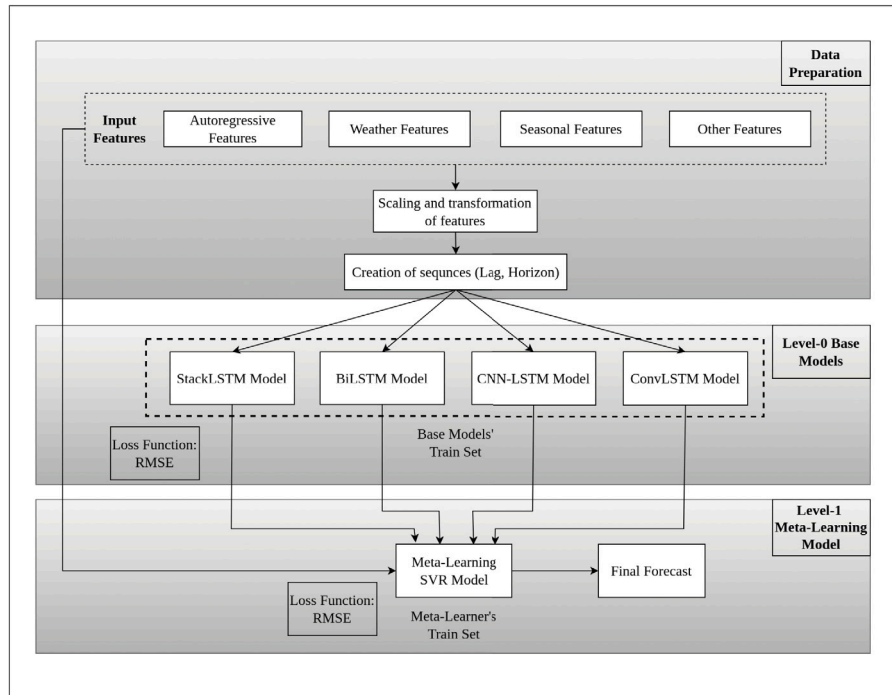 Data
Preparation
Input
Features
Autoregressive
Features
Weather Features
Seasonal Features
Other Features
Scaling and transformation
of features
Creation of sequnces (Lag, Horizon)
Level-0 Base
Models
StackLSTM Model
BiLSTM Model
CNN-LSTM Model
ConvLSTM Model
Loss Function:
RMSE
Base Models'
Train Set
Level-1
Meta-Learning
Model
Meta-Learning
SVR Model
Final Forecast
Loss Function:
RMSE
Meta-Learner's
Train Set